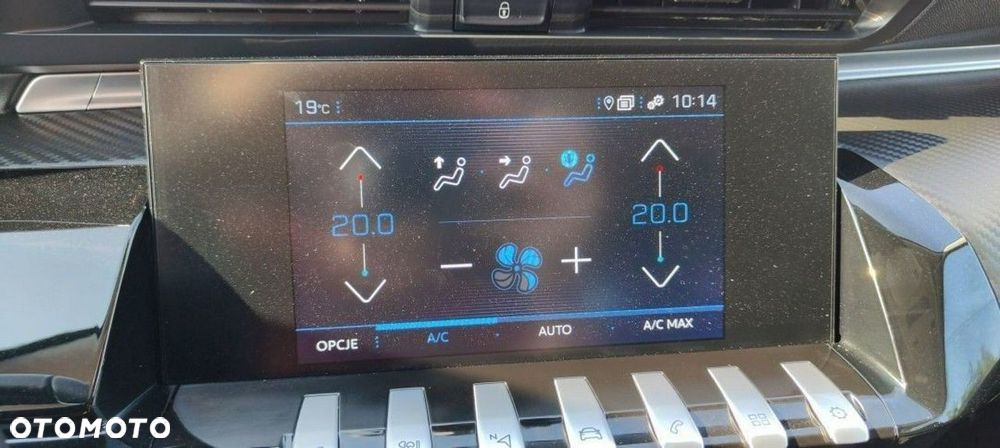 19°C 10:14
20.0 20.0
OPCJE A/C AUTO A/C MAX
N
OTOMOTO